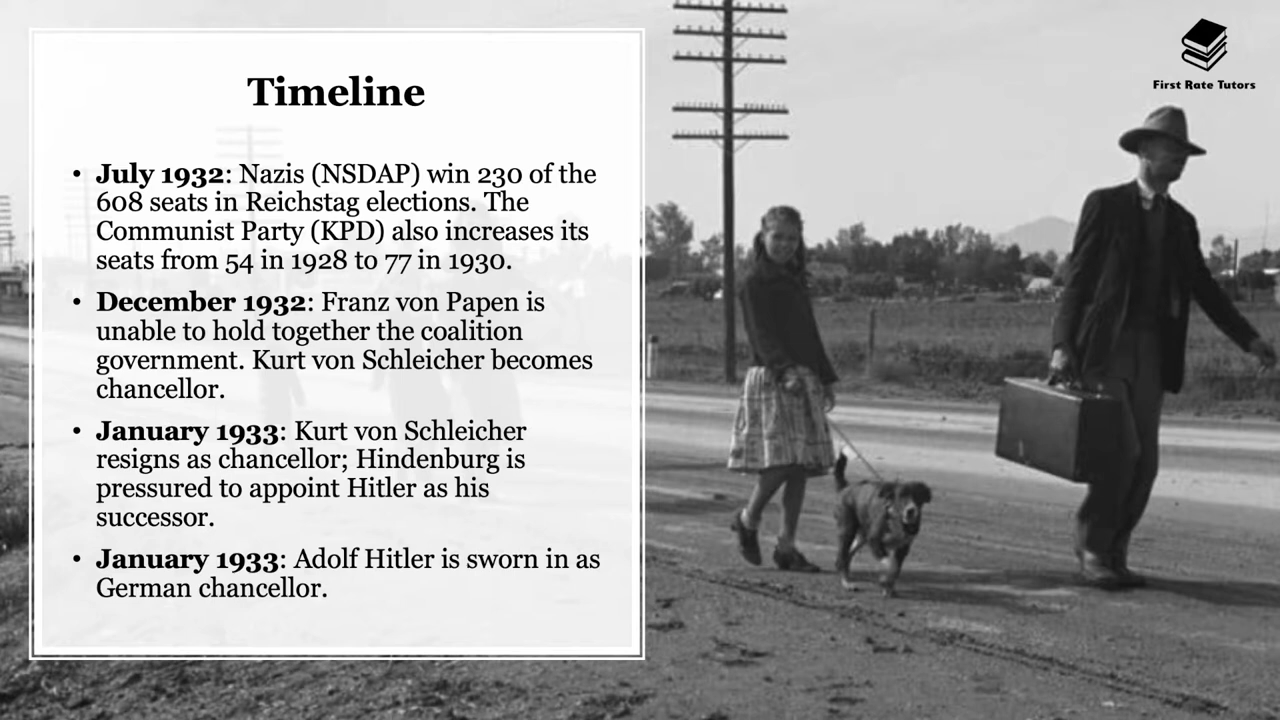 Timeline
• July 1932: Nazis (NSDAP) win 230 of the
608 seats in Reichstag elections. The
Communist Party (KPD) also increases its
seats from 54 in 1928 to 77 in 1930.
• December 1932: Franz von Papen is
unable to hold together the coalition
government. Kurt von Schleicher becomes
chancellor.
• January 1933: Kurt von Schleicher
resigns as chancellor; Hindenburg is
pressured to appoint Hitler as his
successor.
• January 1933: Adolf Hitler is sworn in as
German chancellor.
First Rate Tutors